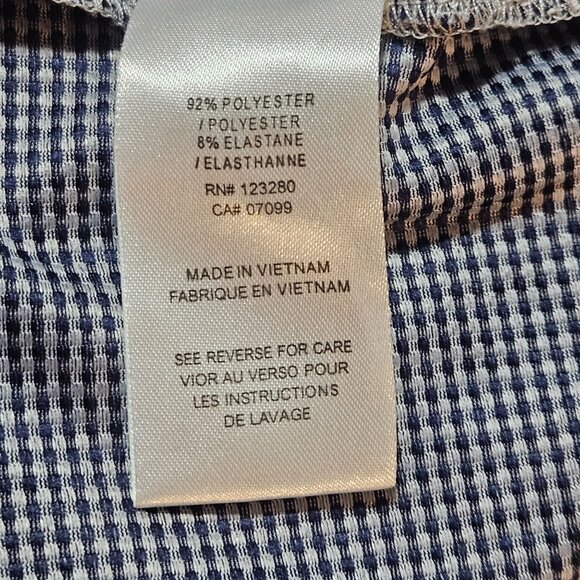 92% POLYESTER
/ POLYESTER
8% ELASTANE
/ ELASTHANNE
RN# 123280
CA# 07099
MADE IN VIETNAM
FABRIQUE EN VIETNAM
SEE REVERSE FOR CARE
VIOR AU VERSO POUR
LES INSTRUCTIONS
DE LAVAGE